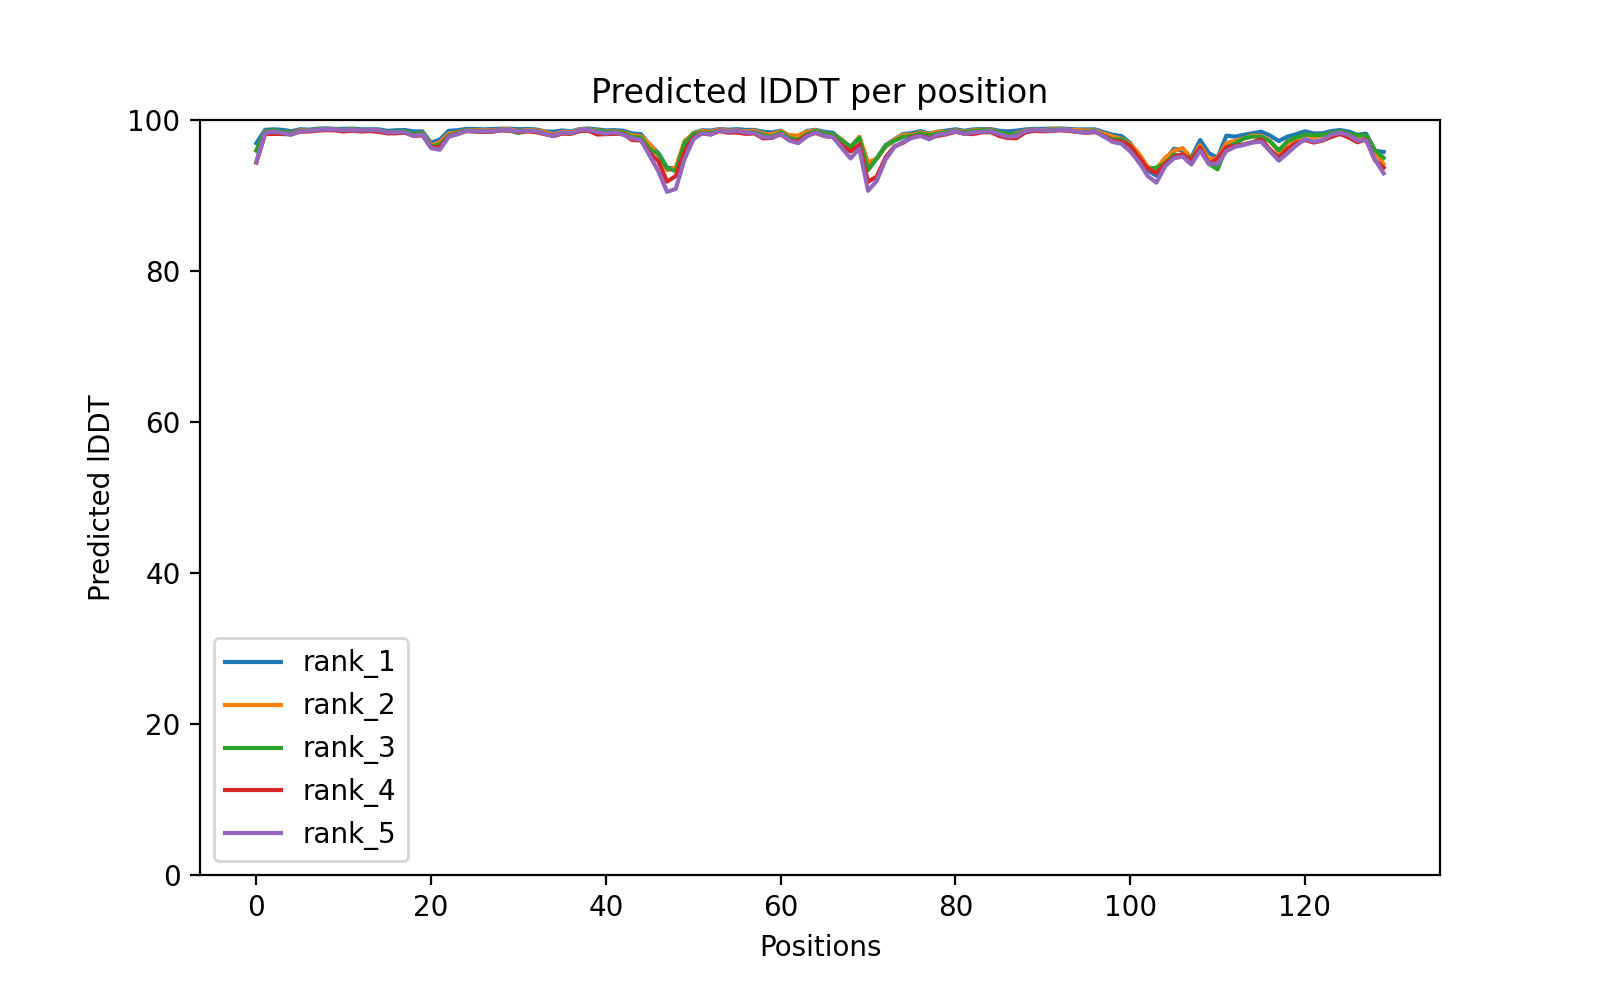 Predicted lDDT per position
100
80
60
40
20
0
Predicted lDDT
rank_1
rank_2
rank_3
rank_4
rank_5
0 20 40 60 80 100 120
Positions